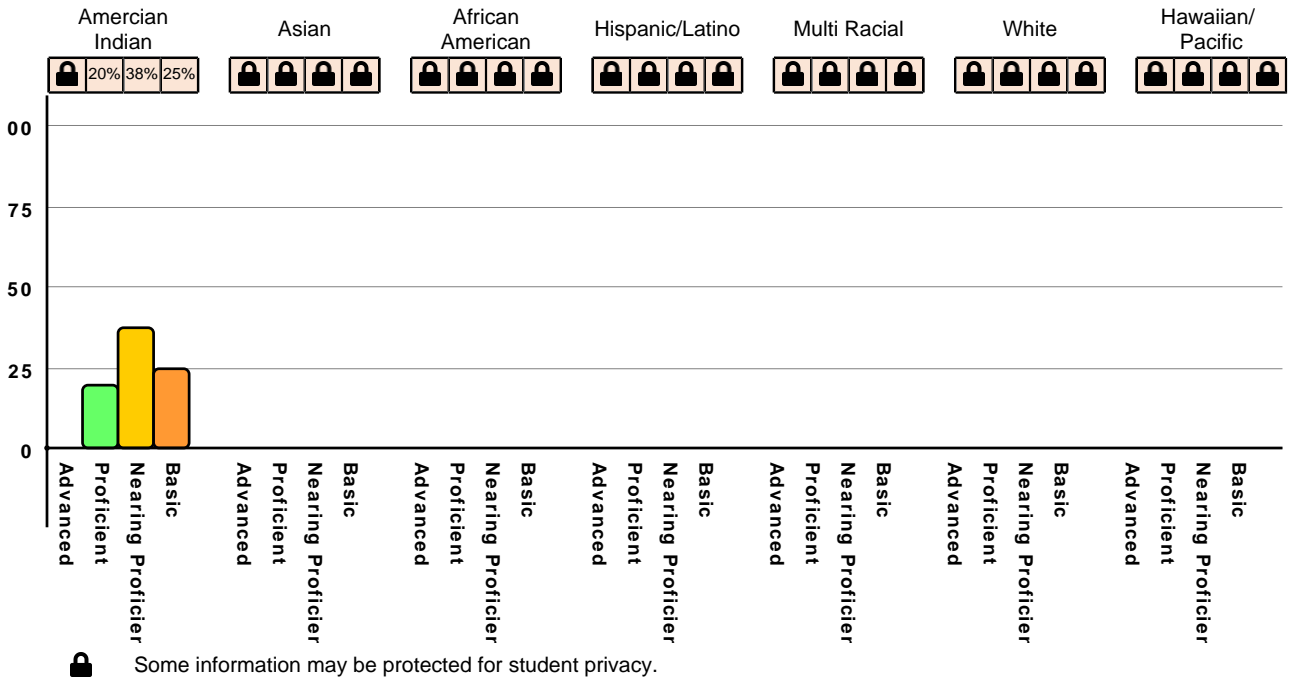 Amercian
Indian
Asian
African
American
Hispanic/Latino
Multi Racial
White
Hawaiian/
Pacific
20% 38% 25%
00
75
50
25
0
Advanced
Proficient
Nearing Proficier
Basic
Advanced
Proficient
Nearing Proficier
Basic
Advanced
Proficient
Nearing Proficier
Basic
Advanced
Proficient
Nearing Proficier
Basic
Advanced
Proficient
Nearing Proficier
Basic
Advanced
Proficient
Nearing Proficier
Basic
Advanced
Proficient
Nearing Proficier
Basic
Some information may be protected for student privacy.